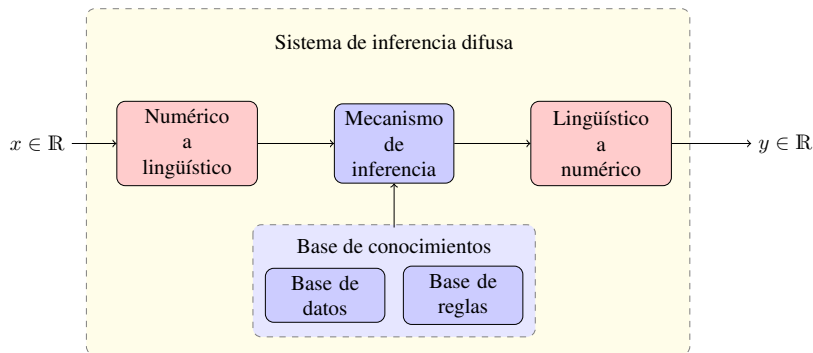 Sistema de inferencia difusa
x ∈ ℝ
Numérico
a
lingüístico
Mecanismo
de
inferencia
Lingüístico
a
numérico
y ∈ ℝ
Base de conocimientos
Base de
datos
Base de
reglas